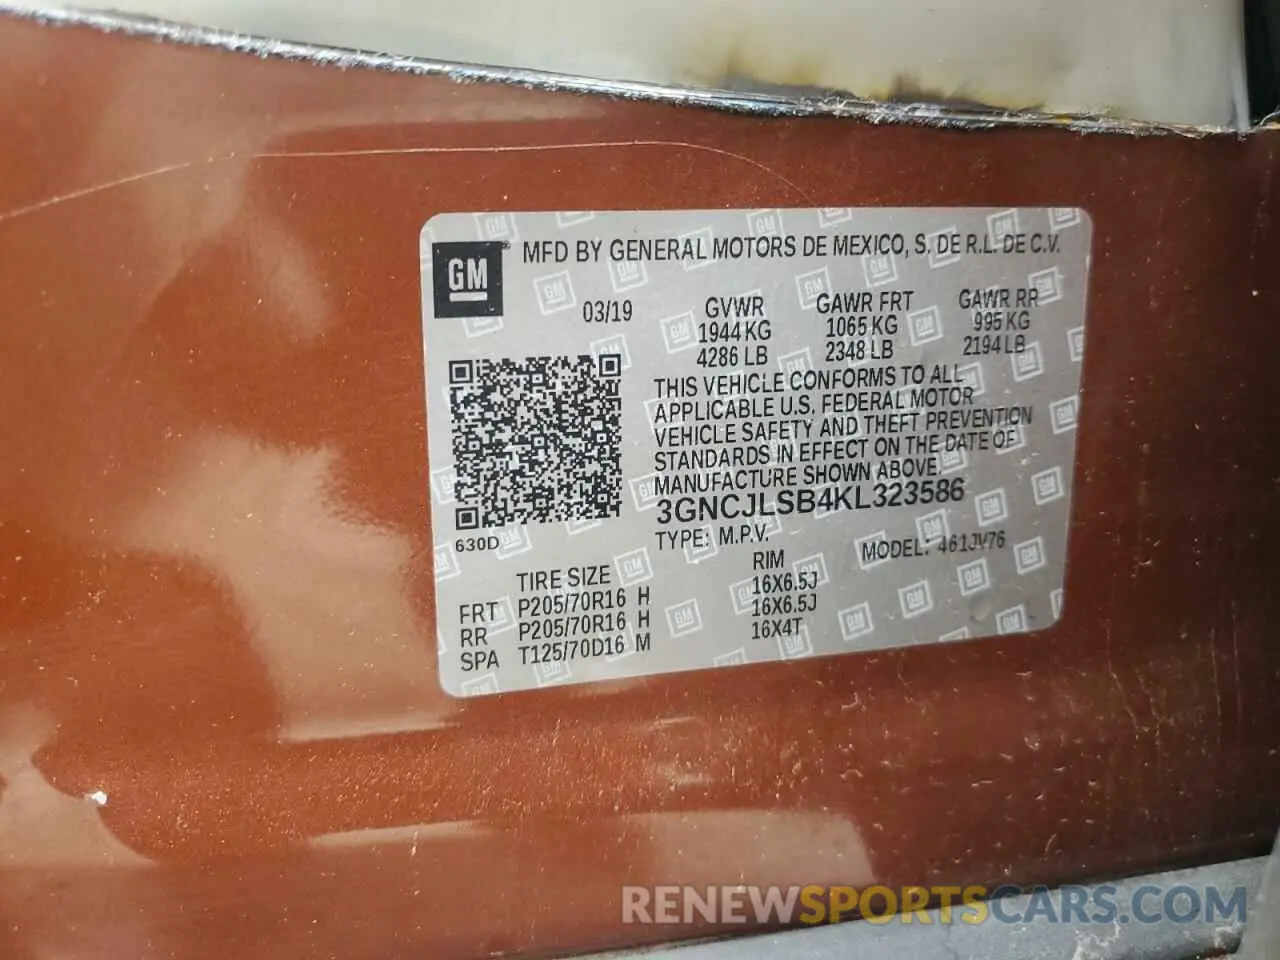 GM® MFD BY GENERAL MOTORS DE MEXICO, S. DE R.L. DE C.V.
03/19 GVWR GAWR FRT GAWR RR
1944 KG 1065 KG 995 KG
4286 LB 2348 LB 2194 LB
THIS VEHICLE CONFORMS TO ALL
APPLICABLE U.S. FEDERAL MOTOR
VEHICLE SAFETY AND THEFT PREVENTION
STANDARDS IN EFFECT ON THE DATE OF
MANUFACTURE SHOWN ABOVE.
3GNCJLSB4KL323586
630D TYPE: M.P.V. MODEL: 461JV76
TIRE SIZE RIM
FRT P205/70R16 H 16X6.5J
RR P205/70R16 H 16X6.5J
SPA T125/70D16 M 16X4T
RENEWSPORTSCARS.COM